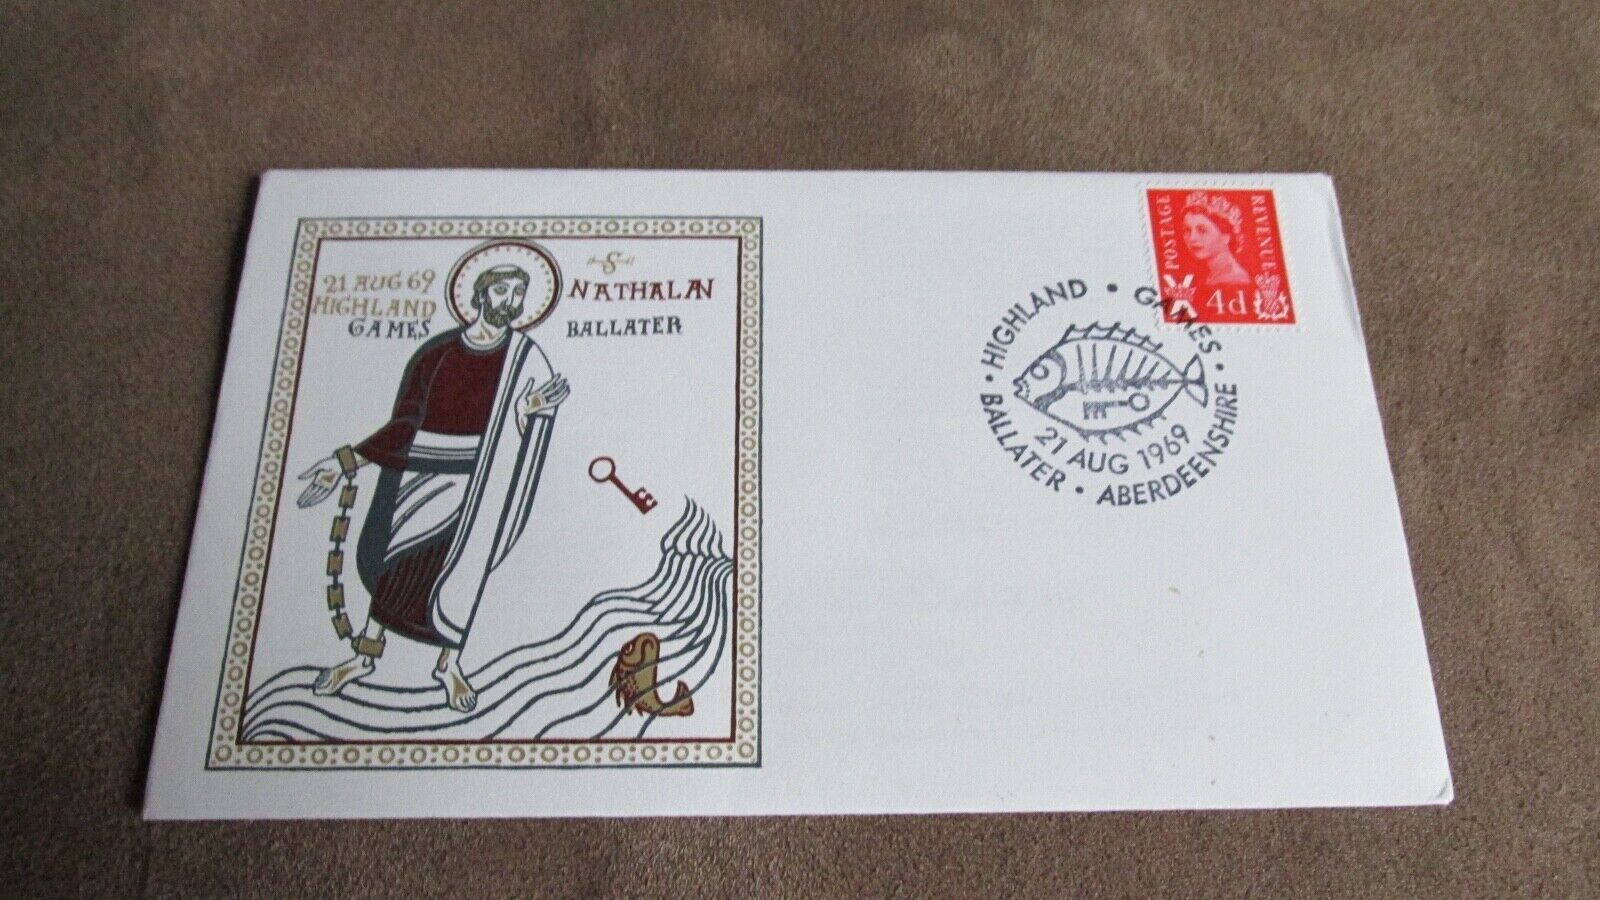 21 AUG 69
HIGHLAND
GAMES
S
NATHALAN
BALLATER
POSTAGE
REVENUE
4d
HIGHLAND • GAMES •
21 AUG 1969
• BALLATER • ABERDEENSHIRE